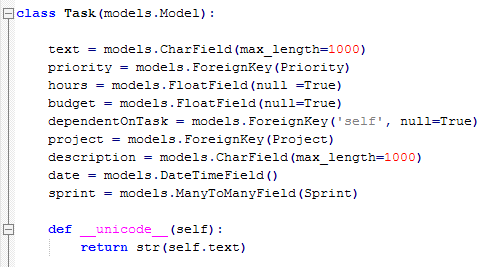 class Task(models.Model):
    text = models.CharField(max_length=1000)
    priority = models.ForeignKey(Priority)
    hours = models.FloatField(null =True)
    budget = models.FloatField(null =True)
    dependentOnTask = models.ForeignKey('self', null=True)
    project = models.ForeignKey(Project)
    description = models.CharField(max_length=1000)
    date = models.DateTimeField()
    sprint = models.ManyToManyField(Sprint)
    def __unicode__(self):
        return str(self.text)